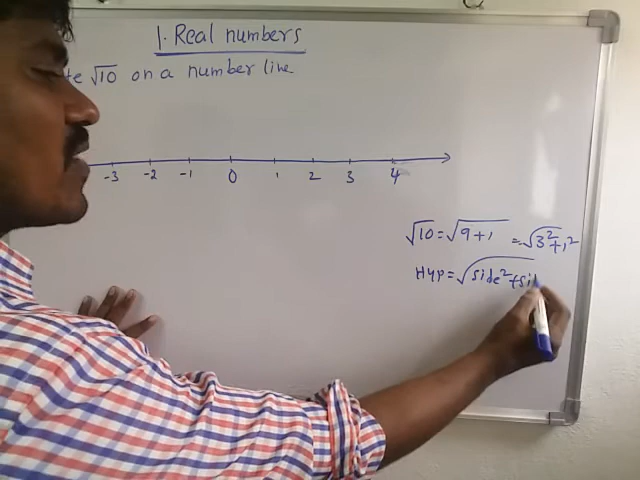 1. Real numbers
te √10 on a number line
-3 -2 -1 0 1 2 3 4
√10 = √9+1 = √3²+1²
Hyp = √side²+si